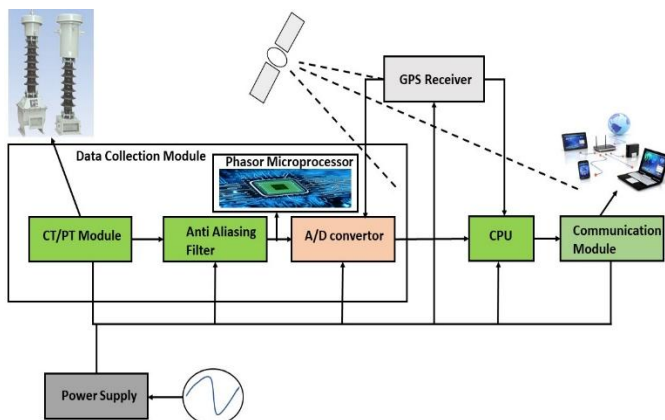 GPS Receiver
Data Collection Module
Phasor Microprocessor
CT/PT Module
Anti Aliasing
Filter
A/D convertor
CPU
Communication
Module
Power Supply